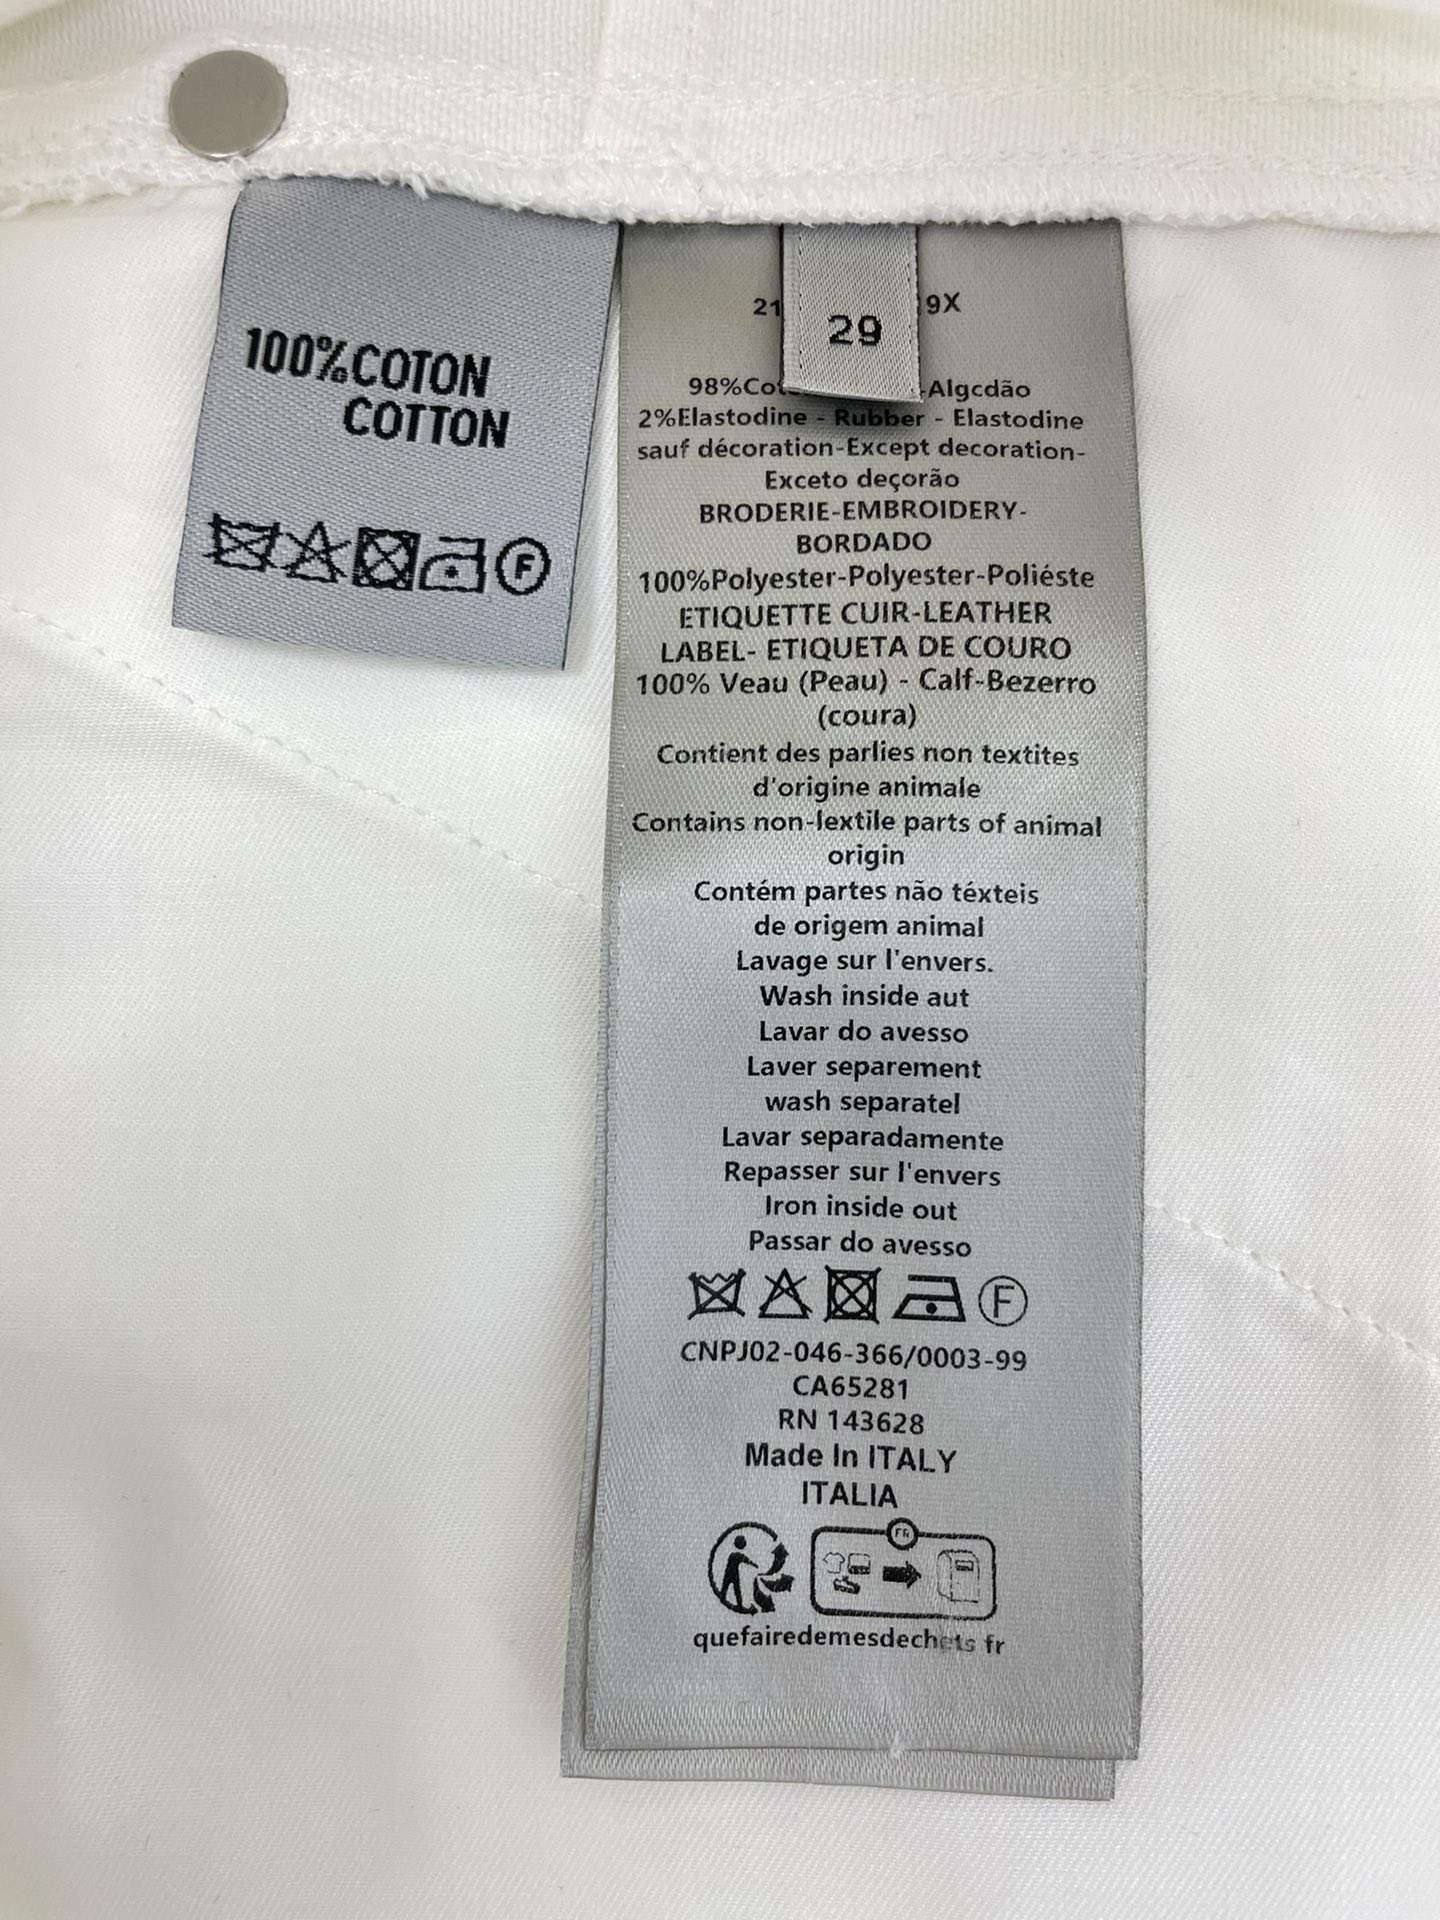 100%COTON
COTTON
F
29
21 9X
98%Co -Algcdão
2%Elastodine - Rubber - Elastodine
sauf décoration-Except decoration-
Exceto deçorão
BRODERIE-EMBROIDERY-
BORDADO
100%Polyester-Polyester-Poliéste
ETIQUETTE CUIR-LEATHER
LABEL- ETIQUETA DE COURO
100% Veau (Peau) - Calf-Bezerro
(coura)
Contient des parlies non textites
d'origine animale
Contains non-lextile parts of animal
origin
Contém partes não téxteis
de origem animal
Lavage sur l'envers.
Wash inside aut
Lavar do avesso
Laver separement
wash separatel
Lavar separadamente
Repasser sur l'envers
Iron inside out
Passar do avesso
F
CNPJ02-046-366/0003-99
CA65281
RN 143628
Made In ITALY
ITALIA
FR
quefairedemesdechets fr